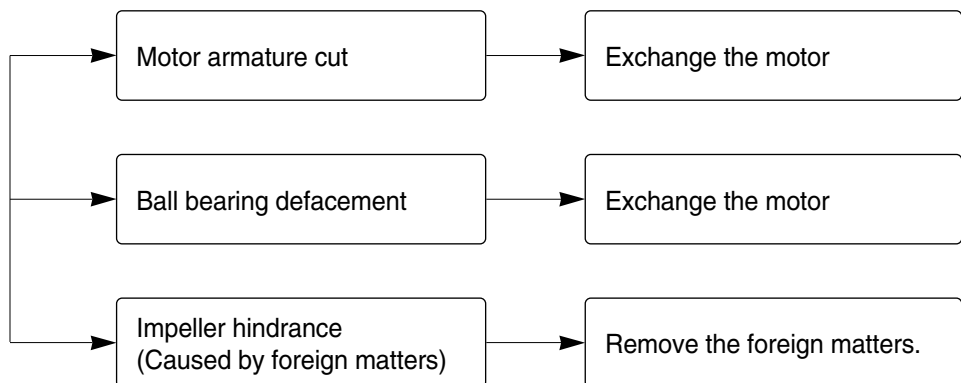 Motor armature cut
Exchange the motor
Ball bearing defacement
Exchange the motor
Impeller hindrance
(Caused by foreign matters)
Remove the foreign matters.